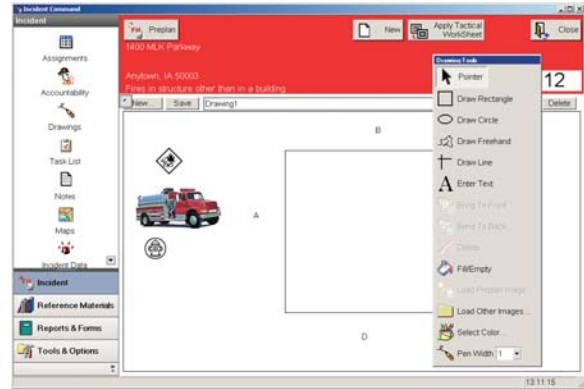 Incident Command
Incident
Assignments
Accountability
Drawings
Task List
Notes
Maps
Incident Data
Incident
Reference Materials
Reports & Forms
Tools & Options
Preplan
New
Apply Tactical
WorkSheet
Close
1400 MLK Parkway
Anytown, IA 50003
Fires in structure other than in a building
12
New...
Save
Drawing1
Delete
B
A
D
Drawing Tools
Pointer
Draw Rectangle
Draw Circle
Draw Freehand
Draw Line
A Enter Text
Bring To Front
Send To Back
Delete
Fill/Empty
Load Preplan Image
Load Other Images...
Select Color...
Pen Width 1
13:11:15